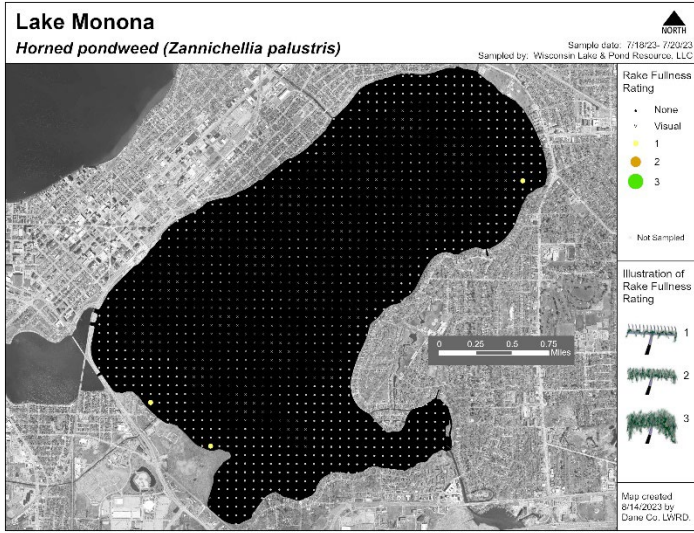 Lake Monona
Horned pondweed (Zannichellia palustris)
NORTH
Sample date: 7/18/23- 7/20/23
Sampled by: Wisconsin Lake & Pond Resource, LLC
Rake Fullness
Rating
None
Visual
1
2
3
Not Sampled
Illustration of
Rake Fullness
Rating
1
2
3
0 0.25 0.5 0.75
Miles
Map created
8/14/2023 by
Dane Co. LWRD.